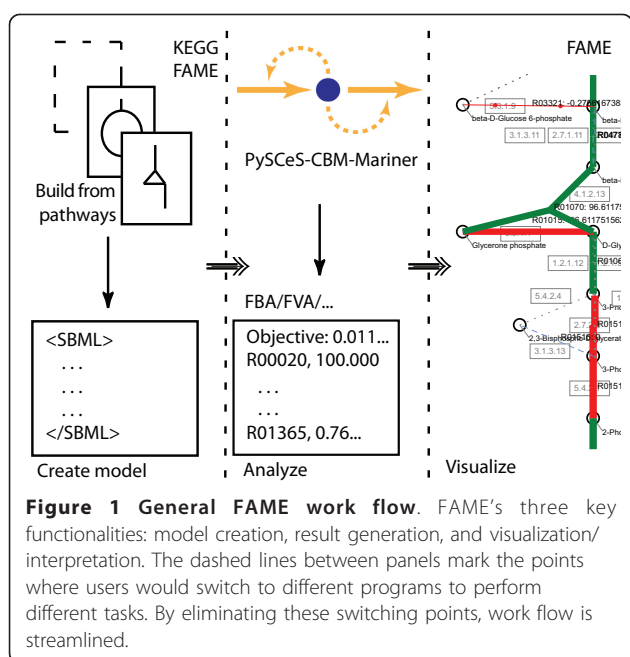 KEGG
FAME
Build from
pathways
<SBML>
...
...
...
</SBML>
Create model
PySCeS-CBM-Mariner
FBA/FVA/...
Objective: 0.011...
R00020, 100.000
...
...
R01365, 0.76...
Analyze
FAME
beta-D-Glucose 6-phosphate
3.1.3.11
2.7.1.11
4.1.2.13
R01070: 96.61175
Glycerone phosphate
D-Gly
1.2.1.12
5.4.2.4
3.1.3.13
3-Pho
2-Pho
Visualize
Figure 1 General FAME work flow. FAME's three key
functionalities: model creation, result generation, and visualization/
interpretation. The dashed lines between panels mark the points
where users would switch to different programs to perform
different tasks. By eliminating these switching points, work flow is
streamlined.